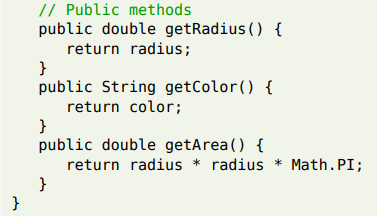 // Public methods
public double getRadius() {
return radius;
}
public String getColor() {
return color;
}
public double getArea() {
return radius * radius * Math.PI;
}
}